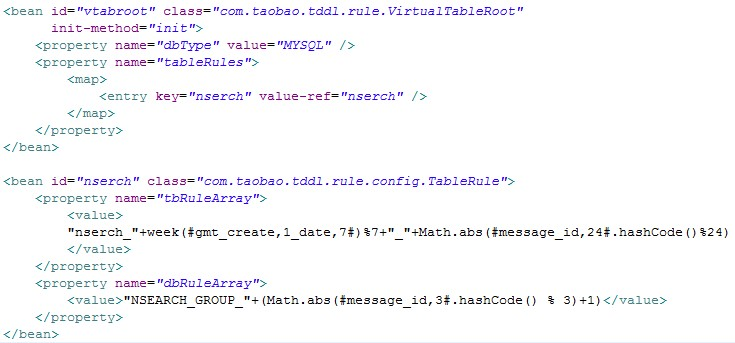 <bean id="vtabroot" class="com.taobao.tddl.rule.VirtualTableRoot"
init-method="init">
<property name="dbType" value="MYSQL" />
<property name="tableRules">
<map>
<entry key="nserch" value-ref="nserch" />
</map>
</property>
</bean>
<bean id="nserch" class="com.taobao.tddl.rule.config.TableRule">
<property name="tbRuleArray">
<value>
"nserch_"+week(#gmt_create,1_date,7#)%7+"_"+Math.abs(#message_id,24#.hashCode()%24)
</value>
</property>
<property name="dbRuleArray">
<value>"NSEARCH_GROUP_"+(Math.abs(#message_id,3#.hashCode() % 3)+1)</value>
</property>
</bean>